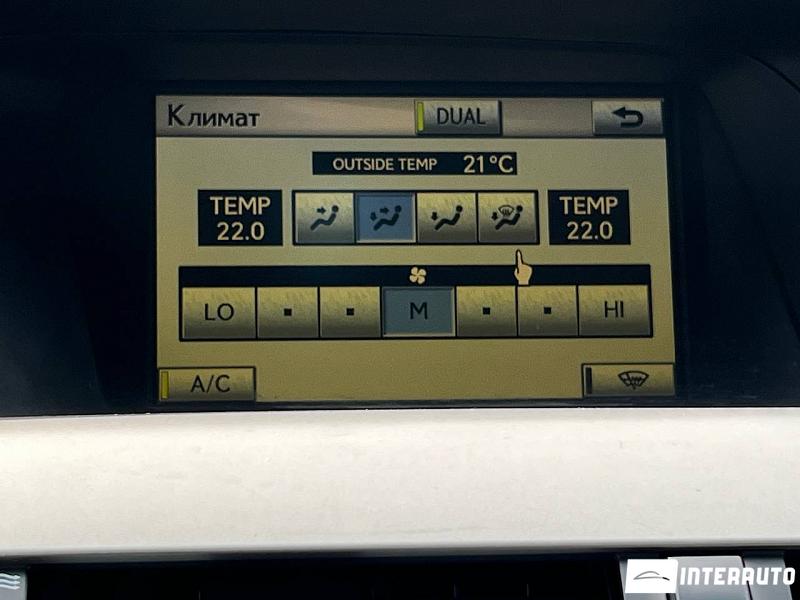 Климат
DUAL
OUTSIDE TEMP 21°C
TEMP
22.0
TEMP
22.0
LO
M
HI
A/C
INTERAUTO